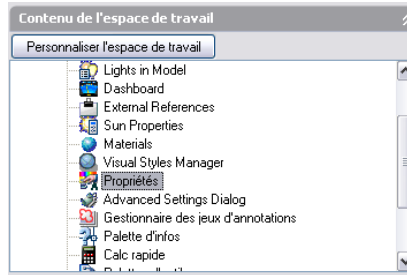 Contenu de l'espace de travail
Personnaliser l'espace de travail
Lights in Model
Dashboard
External References
Sun Properties
Materials
Visual Styles Manager
Propriétés
Advanced Settings Dialog
Gestionnaire des jeux d'annotations
Palette d'infos
Calc rapide